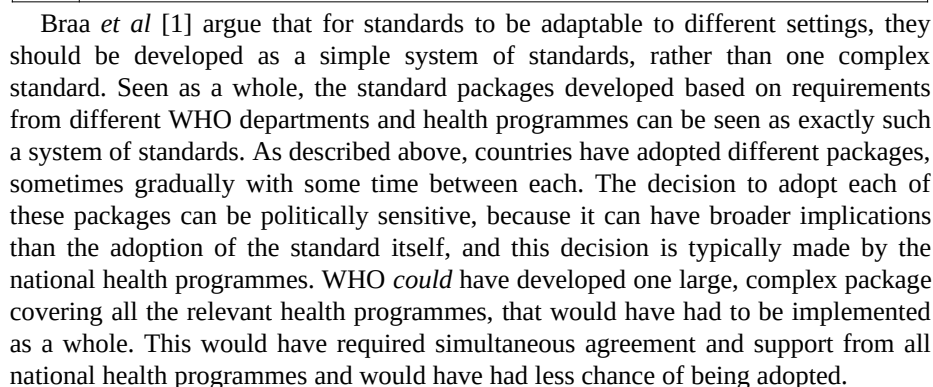 Braa et al [1] argue that for standards to be adaptable to different settings, they
should be developed as a simple system of standards, rather than one complex
standard. Seen as a whole, the standard packages developed based on requirements
from different WHO departments and health programmes can be seen as exactly such
a system of standards. As described above, countries have adopted different packages,
sometimes gradually with some time between each. The decision to adopt each of
these packages can be politically sensitive, because it can have broader implications
than the adoption of the standard itself, and this decision is typically made by the
national health programmes. WHO could have developed one large, complex package
covering all the relevant health programmes, that would have had to be implemented
as a whole. This would have required simultaneous agreement and support from all
national health programmes and would have had less chance of being adopted.